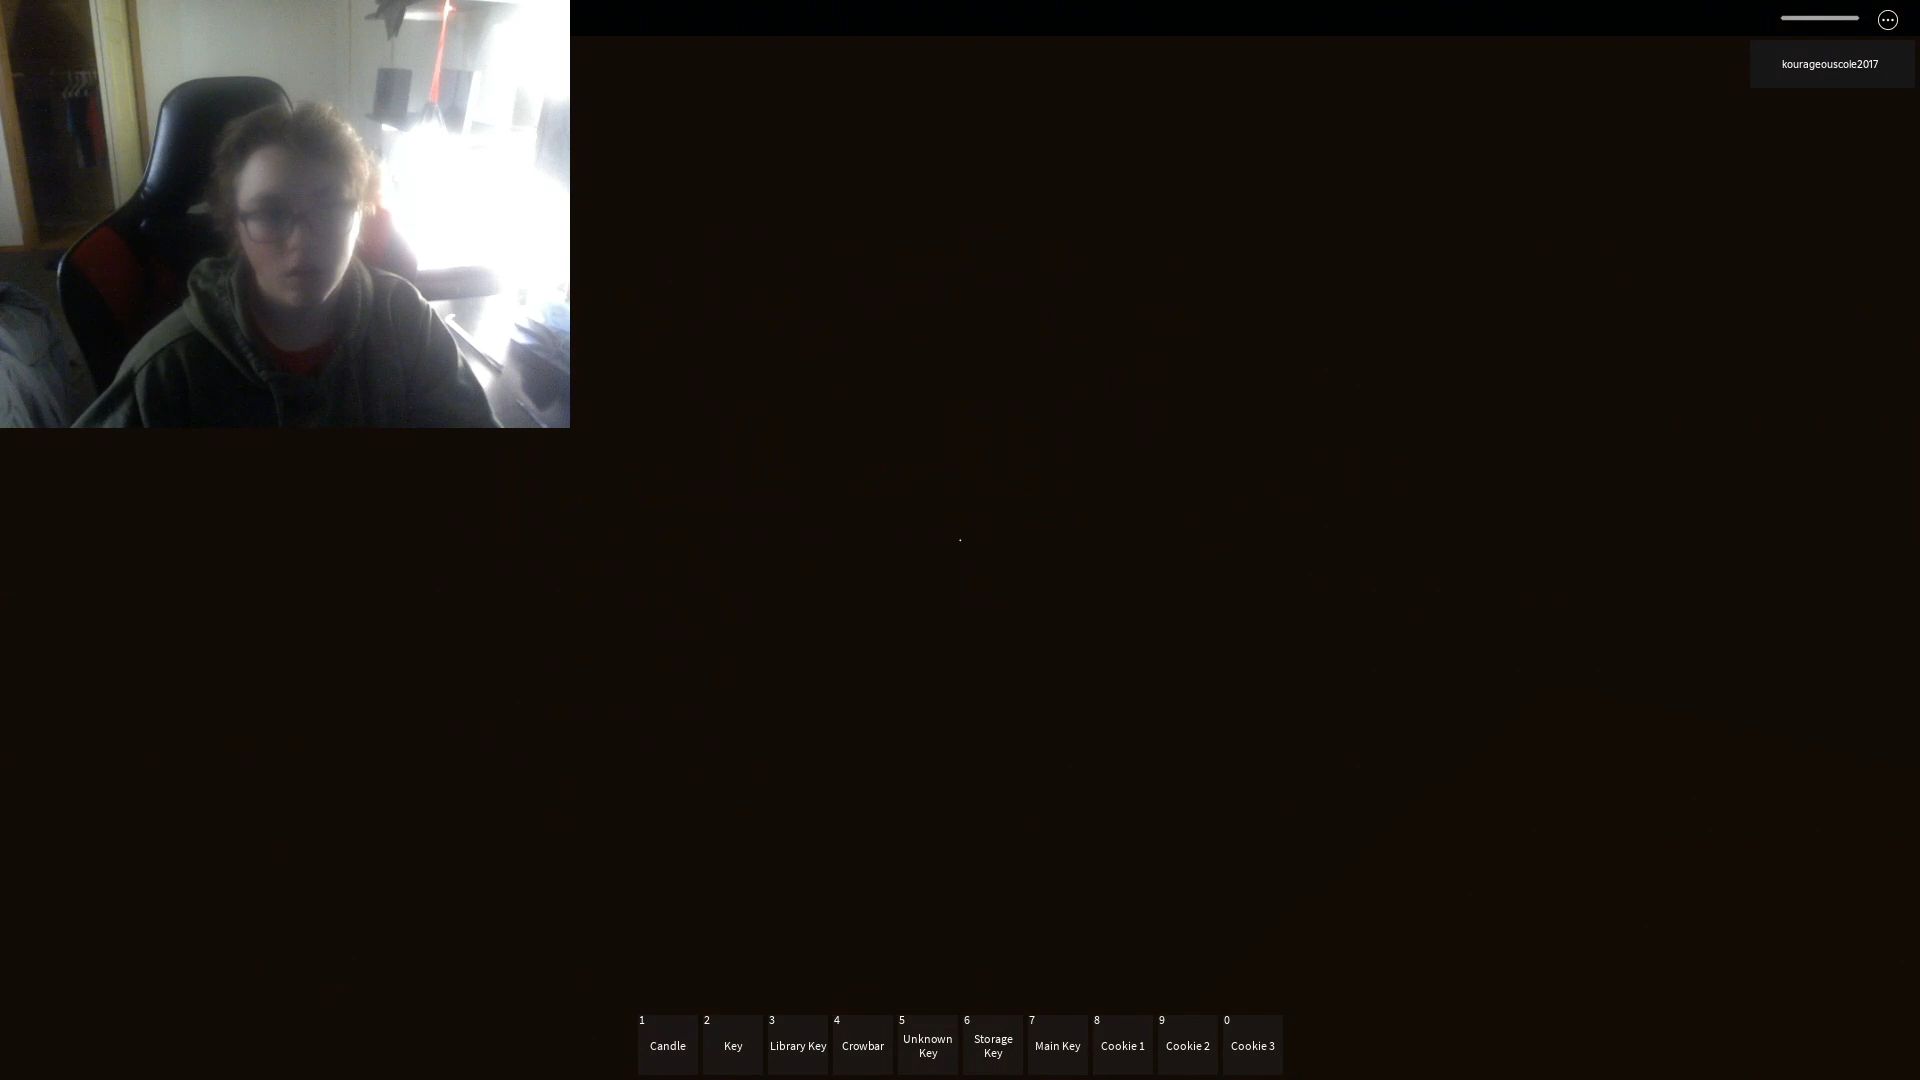 kourageouscole2017
1
Candle
2
Key
3
Library Key
4
Crowbar
5
Unknown
Key
6
Storage
Key
7
Main Key
8
Cookie 1
9
Cookie 2
0
Cookie 3